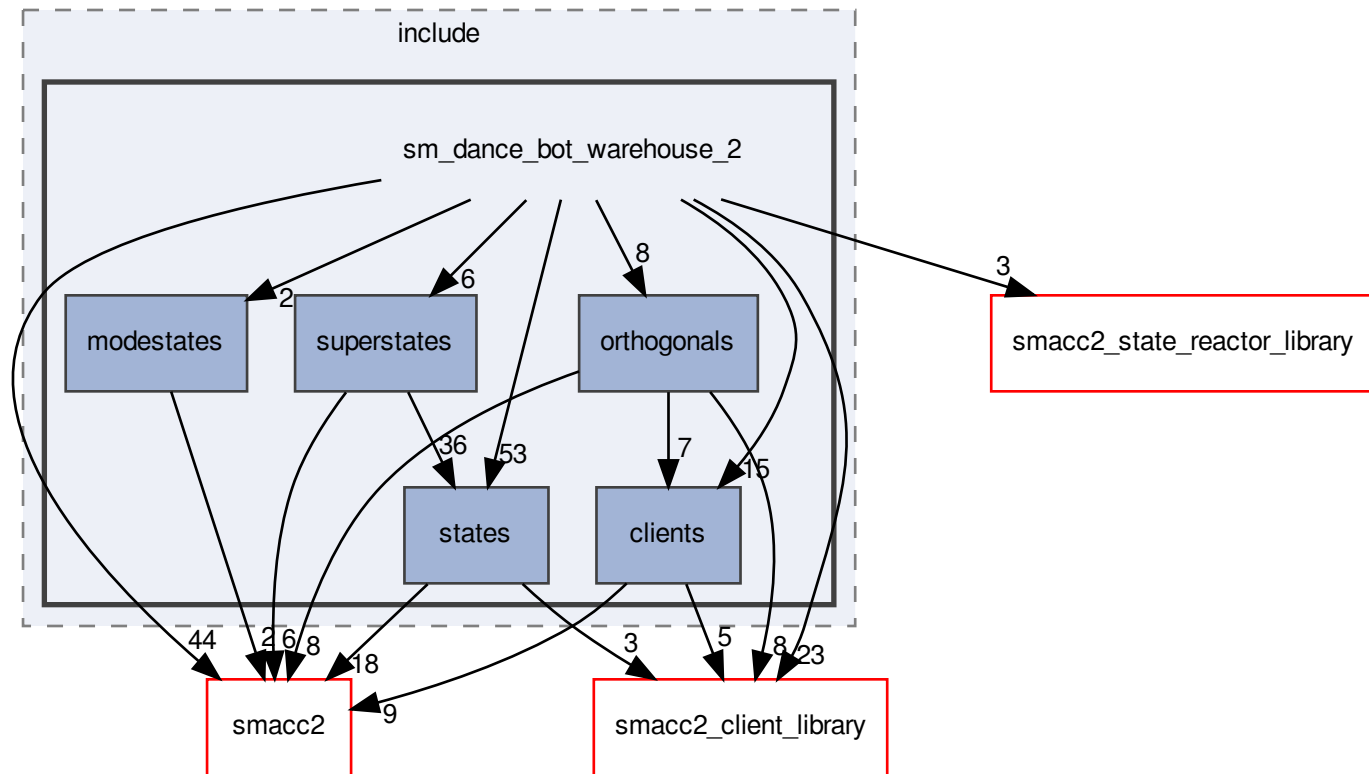 include
sm_dance_bot_warehouse_2
8
3
2
6
modestates
superstates
orthogonals
smacc2_state_reactor_library
36
53
7
15
states
clients
44
2
6
8
18
3
5
8
23
9
smacc2
smacc2_client_library